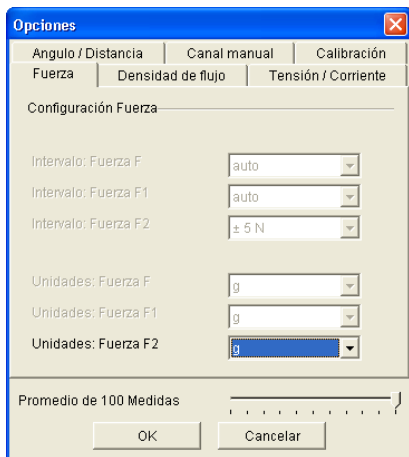 Opciones
Angulo / Distancia Canal manual Calibración
Fuerza Densidad de flujo Tensión / Corriente
Configuración Fuerza
Intervalo: Fuerza F auto
Intervalo: Fuerza F1 auto
Intervalo: Fuerza F2 ± 5 N
Unidades: Fuerza F g
Unidades: Fuerza F1 g
Unidades: Fuerza F2 g
Promedio de 100 Medidas
OK Cancelar